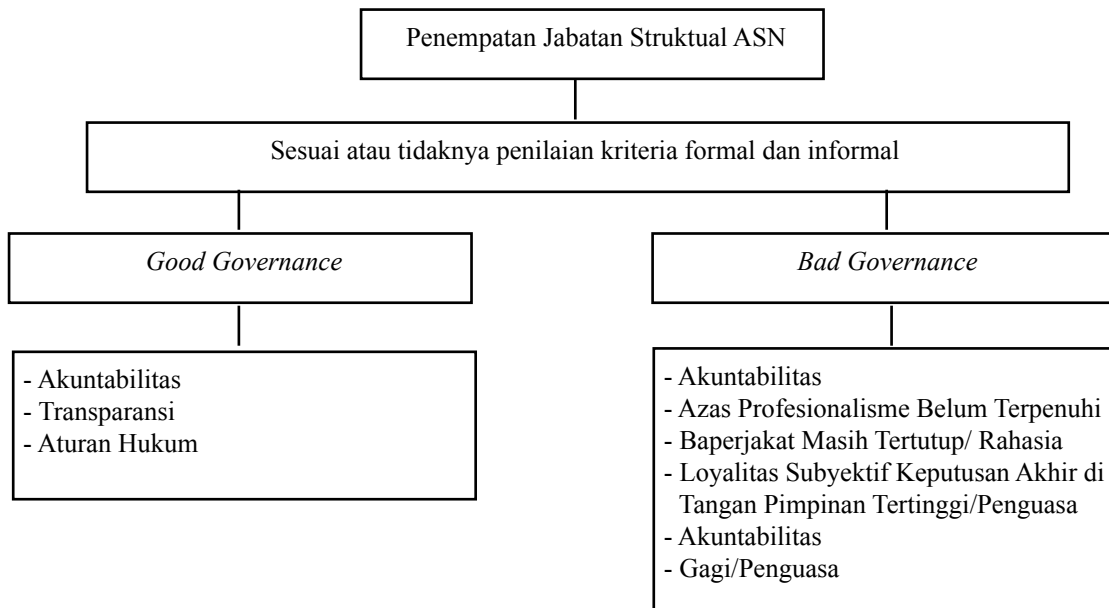 Penempatan Jabatan Struktual ASN
Sesuai atau tidaknya penilaian kriteria formal dan informal
Good Governance
Bad Governance
- Akuntabilitas
- Transparansi
- Aturan Hukum
- Akuntabilitas
- Azas Profesionalisme Belum Terpenuhi
- Baperjakat Masih Tertutup/ Rahasia
- Loyalitas Subyektif Keputusan Akhir di
Tangan Pimpinan Tertinggi/Penguasa
- Akuntabilitas
- Gagi/Penguasa